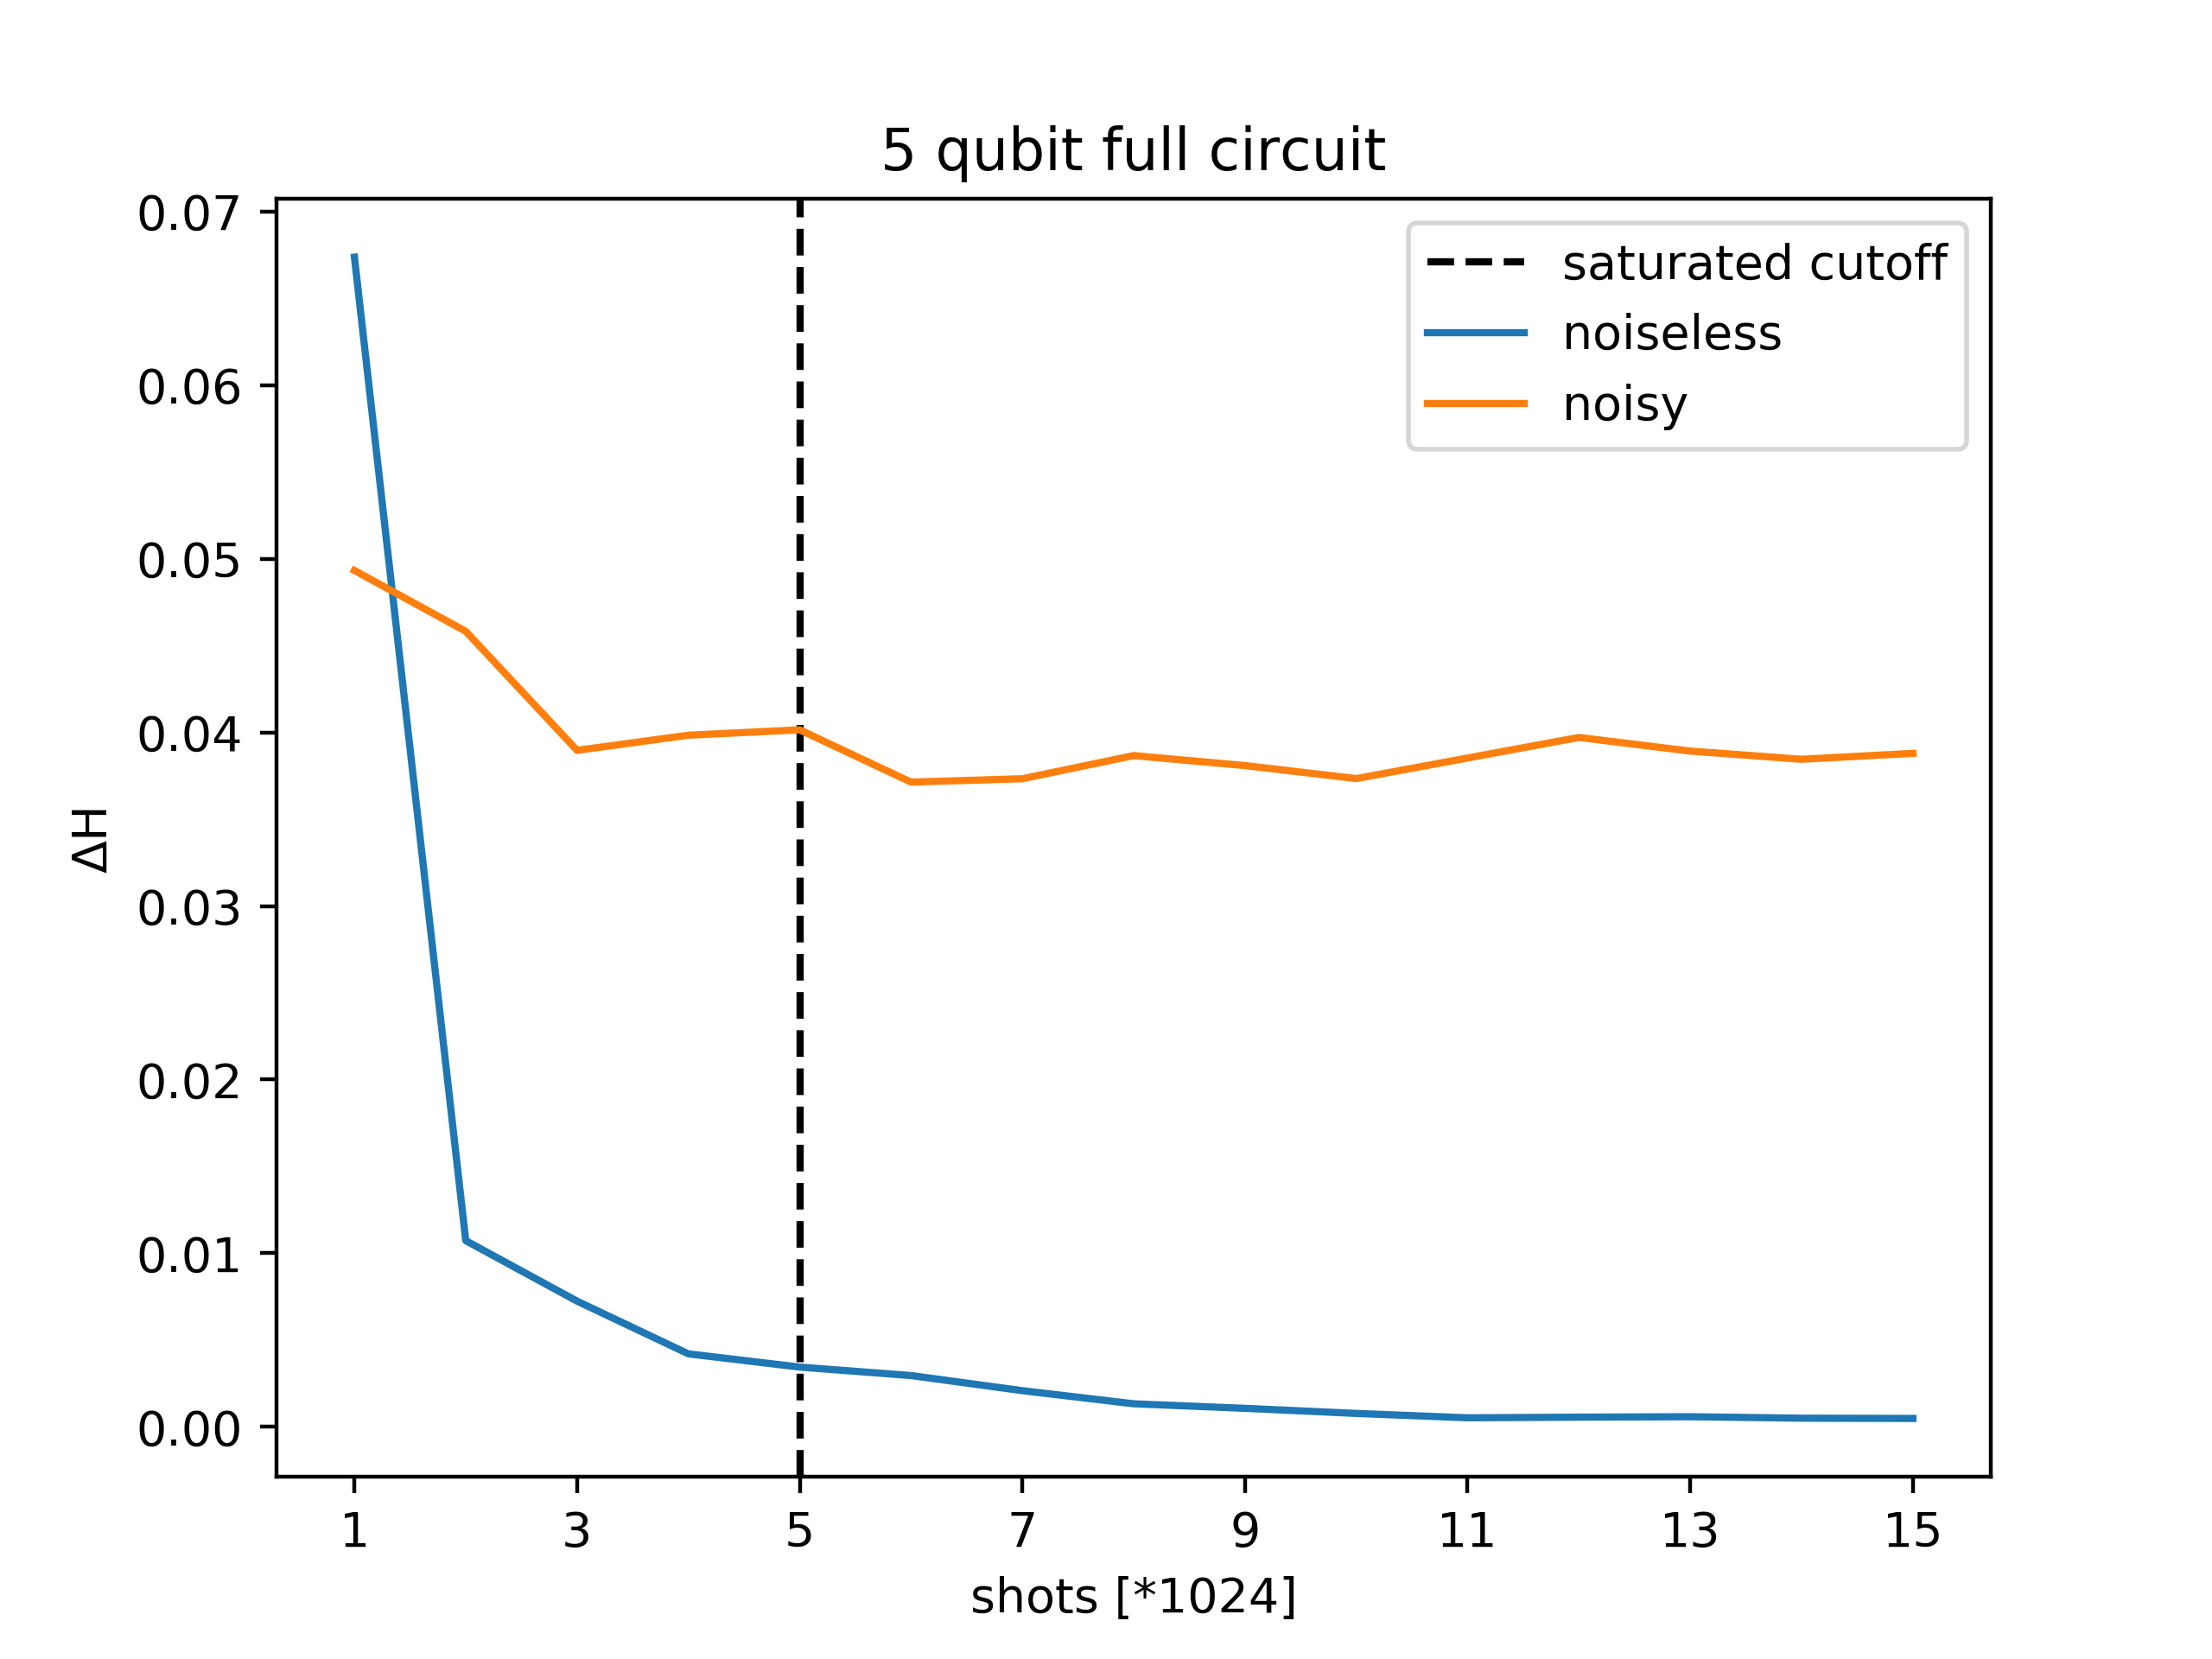 5 qubit full circuit
saturated cutoff
noiseless
noisy
0.07
0.06
0.05
0.04
0.03
0.02
0.01
0.00
ΔH
1 3 5 7 9 11 13 15
shots [*1024]